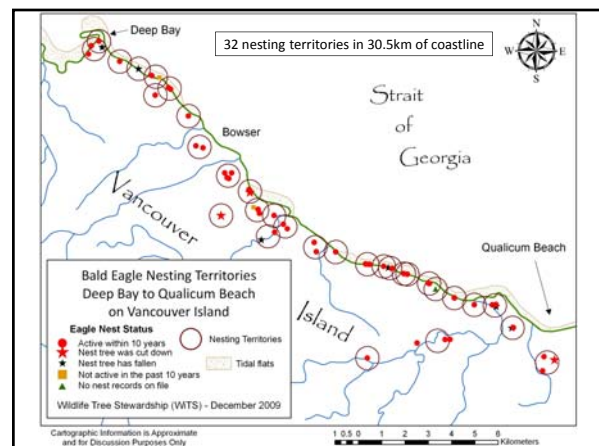 Deep Bay
32 nesting territories in 30.5km of coastline
N
W E
S
Strait
of
Georgia
Bowser
Vancouver
Island
Qualicum Beach
Bald Eagle Nesting Territories
Deep Bay to Qualicum Beach
on Vancouver Island
Eagle Nest Status
Active within 10 years
Nest tree was cut down
Nest tree has fallen
Not active in the past 10 years
No nest records on file
Nesting Territories
Tidal flats
Wildlife Tree Stewardship (WiTS) - December 2009
Cartographic Information is Approximate
and for Discussion Purposes Only
1 0.5 0 1 2 3 4 5 6
Kilometers